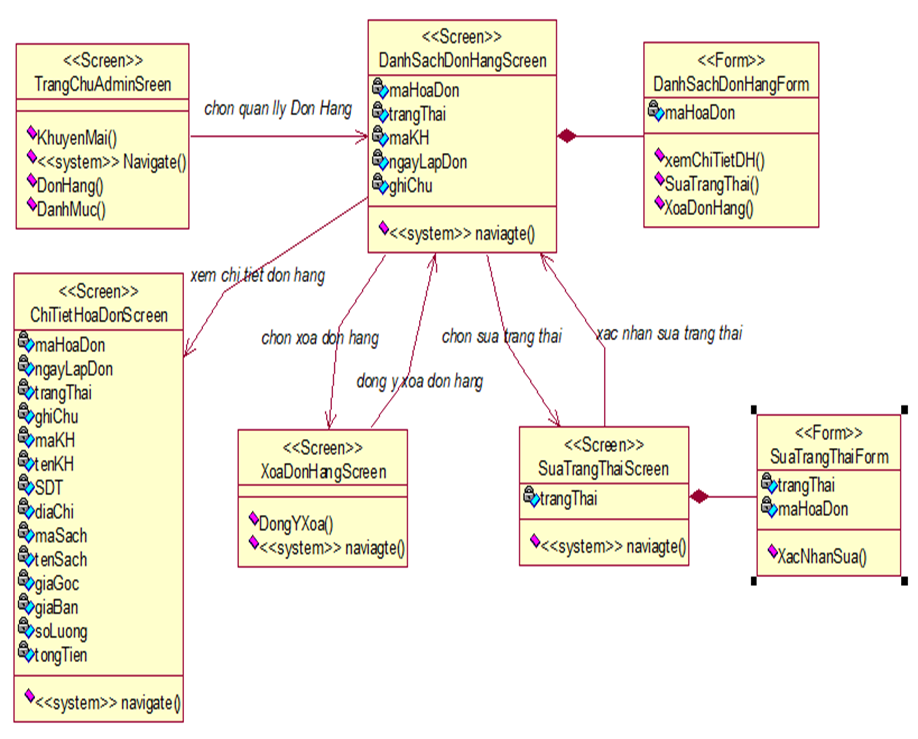 <<Screen>>
TrangChuAdminSreen
KhuyenMai()
<<system>> Navigate()
DonHang()
DanhMuc()
chon quan lly Don Hang
<<Screen>>
DanhSachDonHangScreen
maHoaDon
trangThai
maKH
ngayLapDon
ghiChu
<<system>> naviagte()
<<Form>>
DanhSachDonHangForm
maHoaDon
xemChiTietDH()
SuaTrangThai()
XoaDonHang()
xem chi tiet don hang
chon xoa don hang
dong y xoa don hang
chon sua trang thai
xac nhan sua trang thai
<<Screen>>
ChiTietHoaDonScreen
maHoaDon
ngayLapDon
trangThai
ghiChu
maKH
tenKH
SDT
diaChi
maSach
tenSach
giaGoc
giaBan
soLuong
tongTien
<<system>> navigate()
<<Screen>>
XoaDonHangScreen
DongYXoa()
<<system>> naviagte()
<<Screen>>
SuaTrangThaiScreen
trangThai
<<system>> naviagte()
<<Form>>
SuaTrangThaiForm
trangThai
maHoaDon
XacNhanSua()